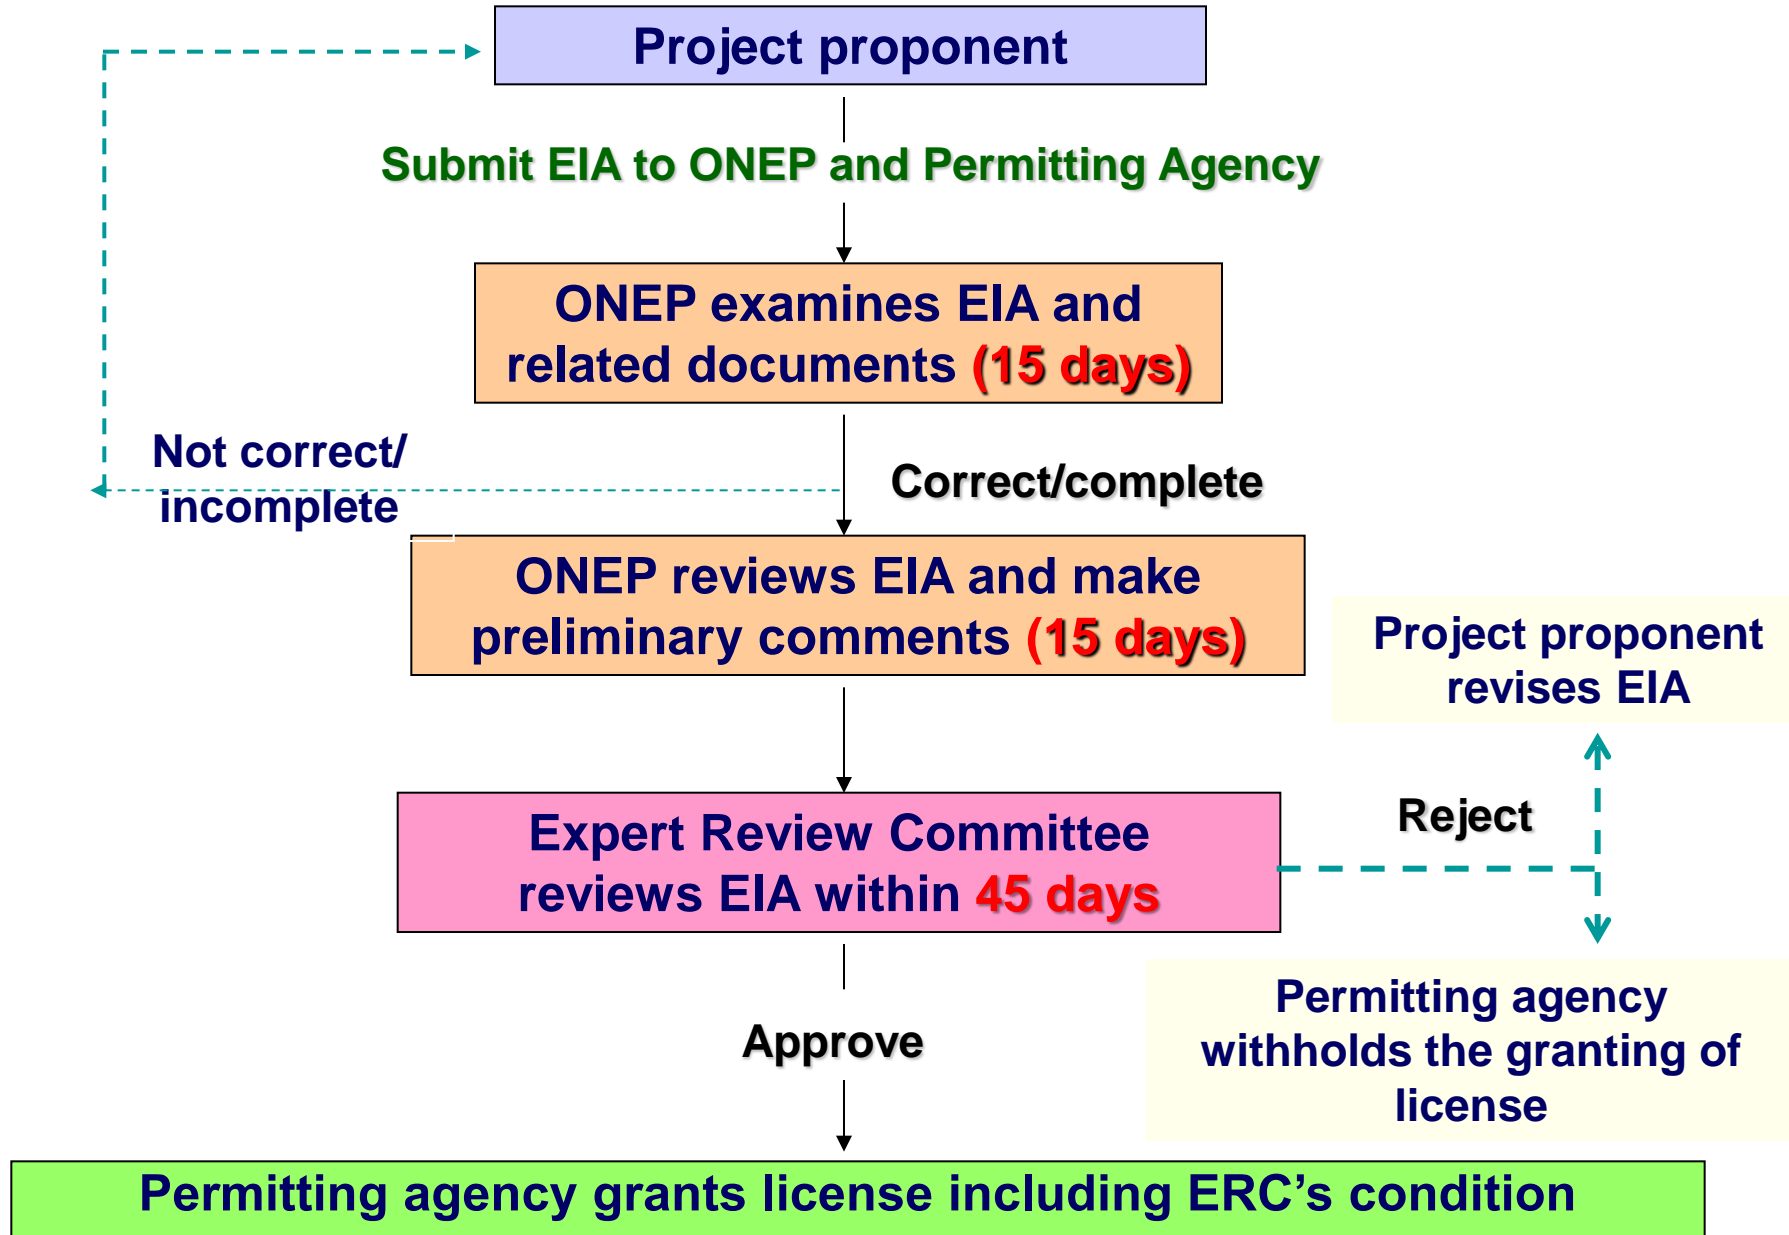 Project proponent
Submit EIA to ONEP and Permitting Agency
ONEP examines EIA and
related documents (15 days)
Not correct/
incomplete
Correct/complete
ONEP reviews EIA and make
preliminary comments (15 days)
Project proponent
revises EIA
Expert Review Committee
reviews EIA within 45 days
Reject
Permitting agency
withholds the granting of
license
Approve
Permitting agency grants license including ERC’s condition